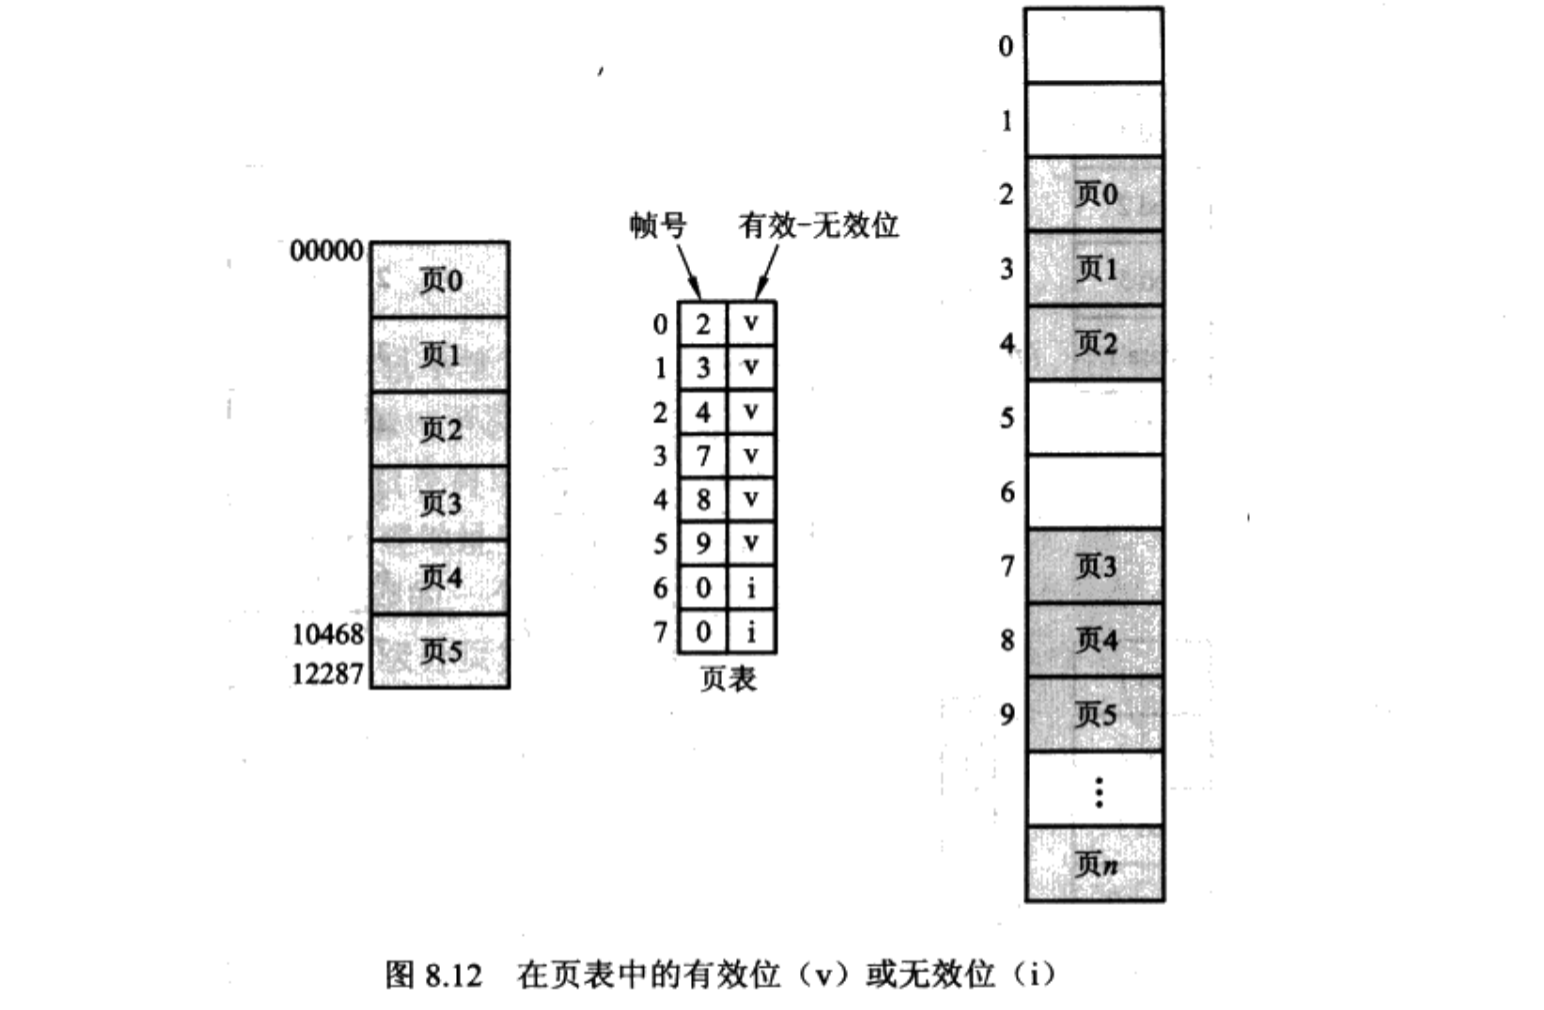 00000
页0
页1
页2
页3
页4
10468
页5
12287
帧号 有效-无效位
0 2 v
1 3 v
2 4 v
3 7 v
4 8 v
5 9 v
6 0 i
7 0 i
页表
0
1
2 页0
3 页1
4 页2
5
6
7 页3
8 页4
9 页5
⋮
页n
图 8.12 在页表中的有效位（v）或无效位（i）